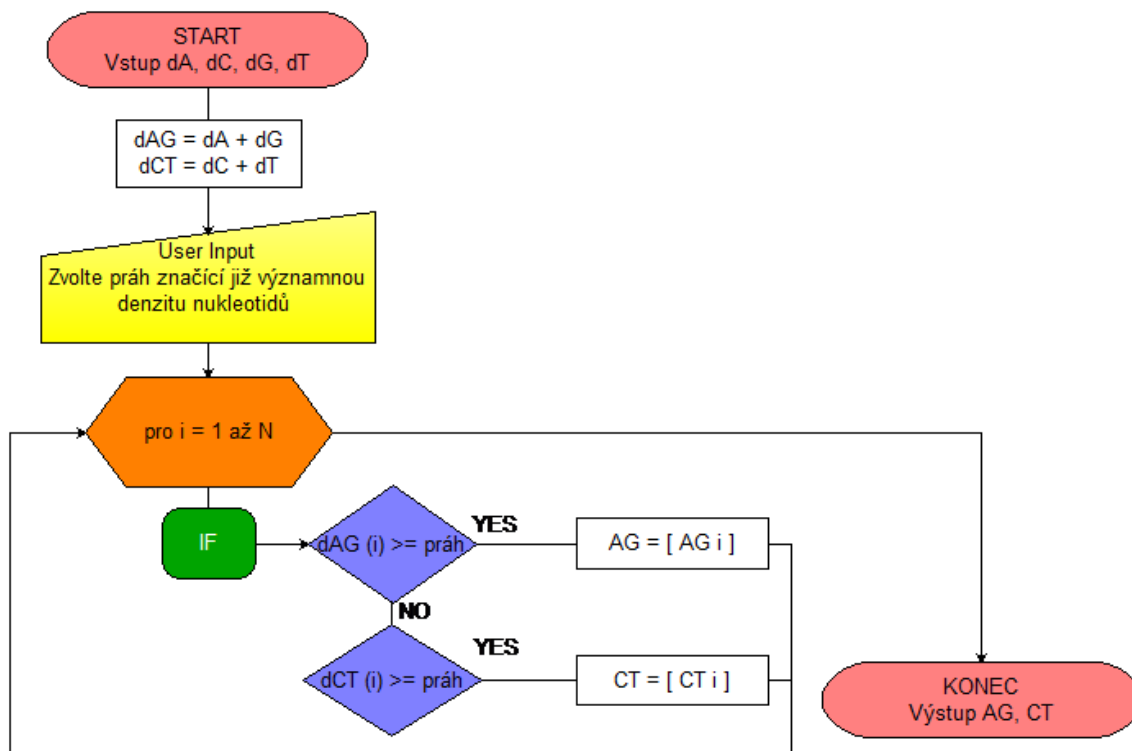 START
Vstup dA, dC, dG, dT
dAG = dA + dG
dCT = dC + dT
User Input
Zvolte práh značící již významnou
denzitu nukleotidů
pro i = 1 až N
IF
dAG (i) >= práh
YES
AG = [ AG i ]
NO
dCT (i) >= práh
YES
CT = [ CT i ]
KONEC
Výstup AG, CT